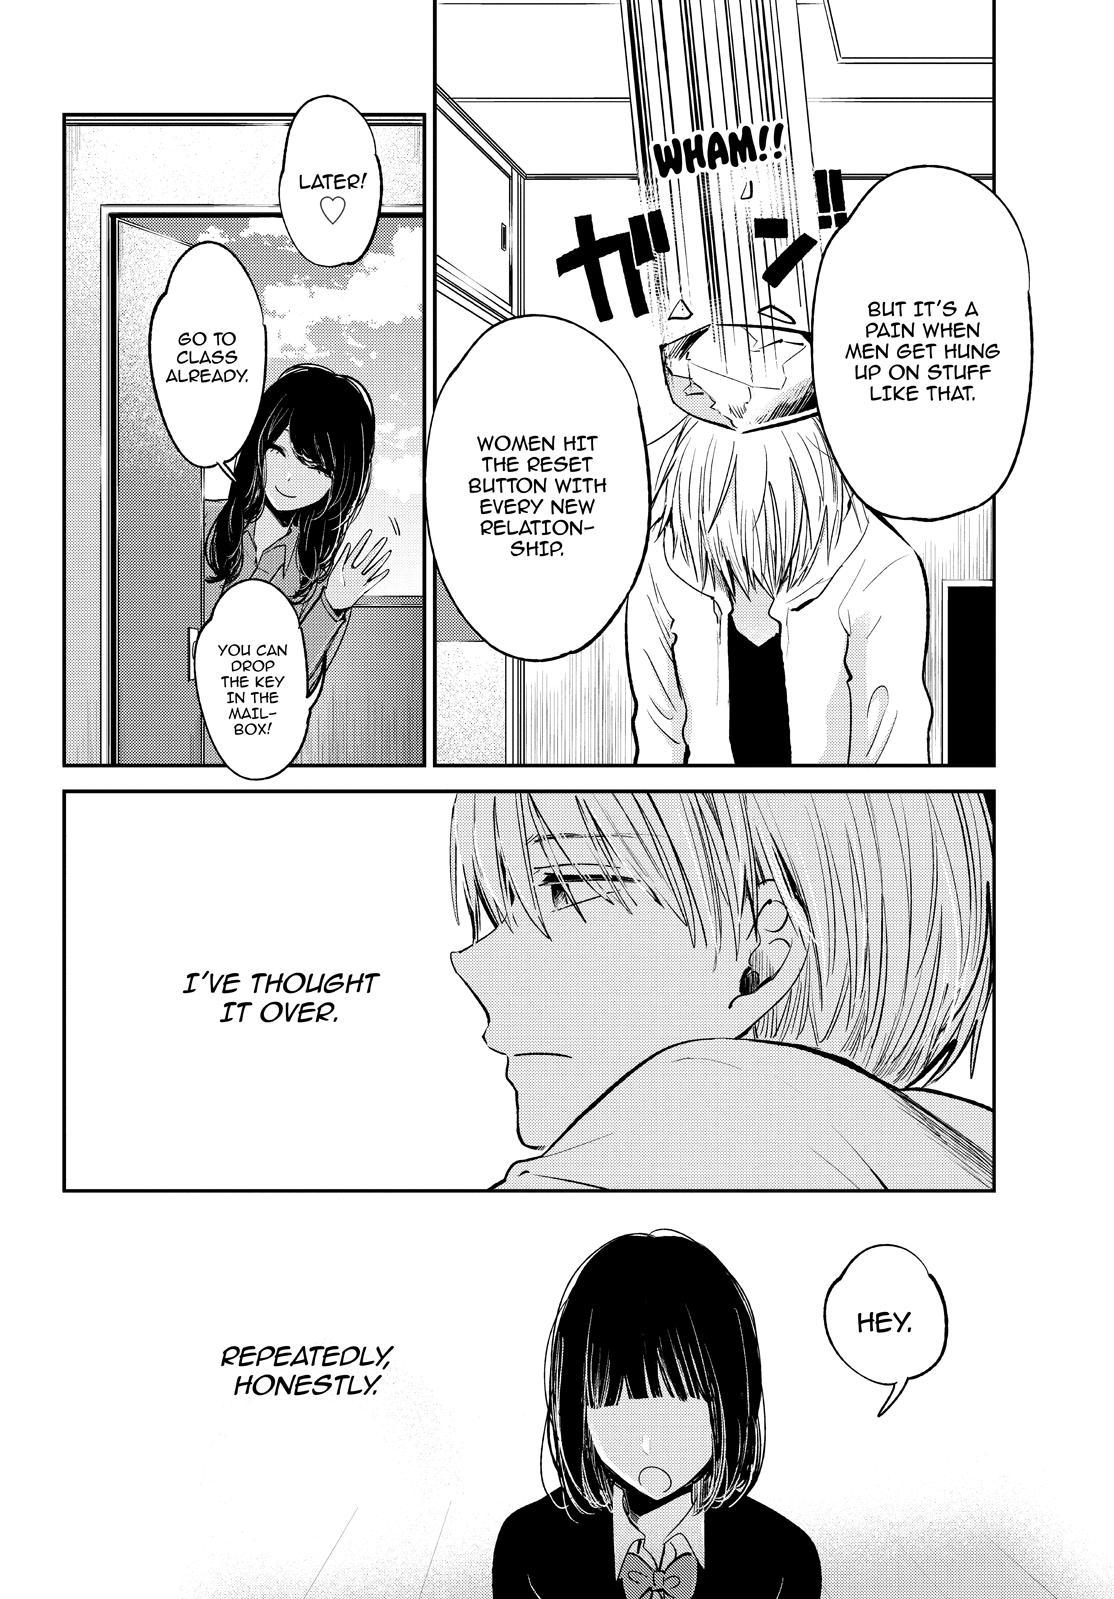 BUT IT'S A
PAIN WHEN
MEN GET HUNG
UP ON STUFF
LIKE THAT.
WHAM!!
ガン!!
WOMEN HIT
THE RESET
BUTTON WITH
EVERY NEW
RELATION-
SHIP.
LATER!
♡
GO TO
CLASS
ALREADY.
YOU CAN
DROP
THE KEY
IN THE
MAIL-
BOX!
I'VE THOUGHT
IT OVER.
HEY.
REPEATEDLY,
HONESTLY.